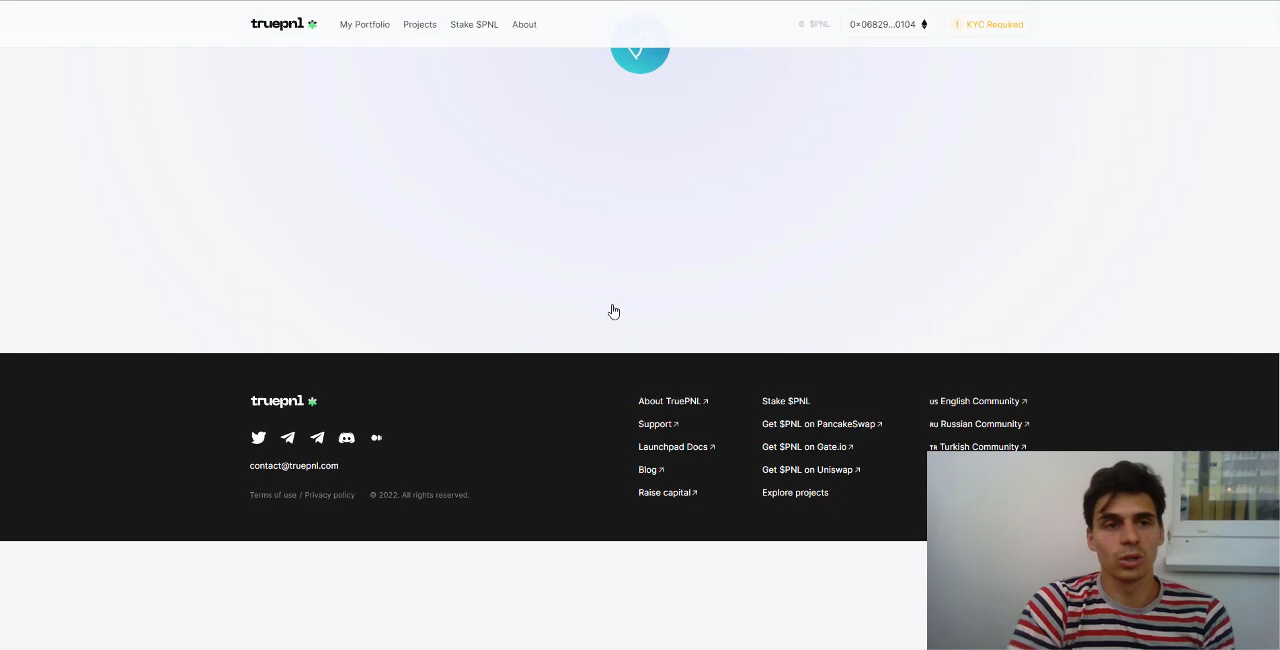 truepnl
My Portfolio
Projects
Stake $PNL
About
0 $PNL
0×06829...0104
! KYC Required
truepnl
contact@truepnl.com
Terms of use / Privacy policy
© 2022. All rights reserved.
About TruePNL
Support
Launchpad Docs
Blog
Raise capital
Stake $PNL
Get $PNL on PancakeSwap
Get $PNL on Gate.io
Get $PNL on Uniswap
Explore projects
US English Community
RU Russian Community
TR Turkish Community